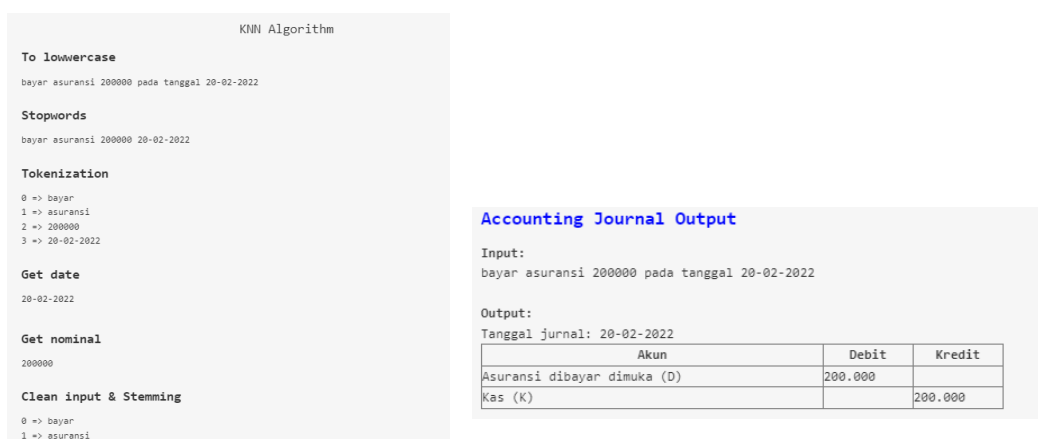 KNN Algorithm
To lowwercase
bayar asuransi 200000 pada tanggal 20-02-2022
Stopwords
bayar asuransi 200000 20-02-2022
Tokenization
0 => bayar
1 => asuransi
2 => 200000
3 => 20-02-2022
Get date
20-02-2022
Get nominal
200000
Clean input & Stemming
0 => bayar
1 => asuransi
Accounting Journal Output
Input:
bayar asuransi 200000 pada tanggal 20-02-2022
Output:
Tanggal jurnal: 20-02-2022
Akun Debit Kredit
Asuransi dibayar dimuka (D) 200.000
Kas (K) 200.000